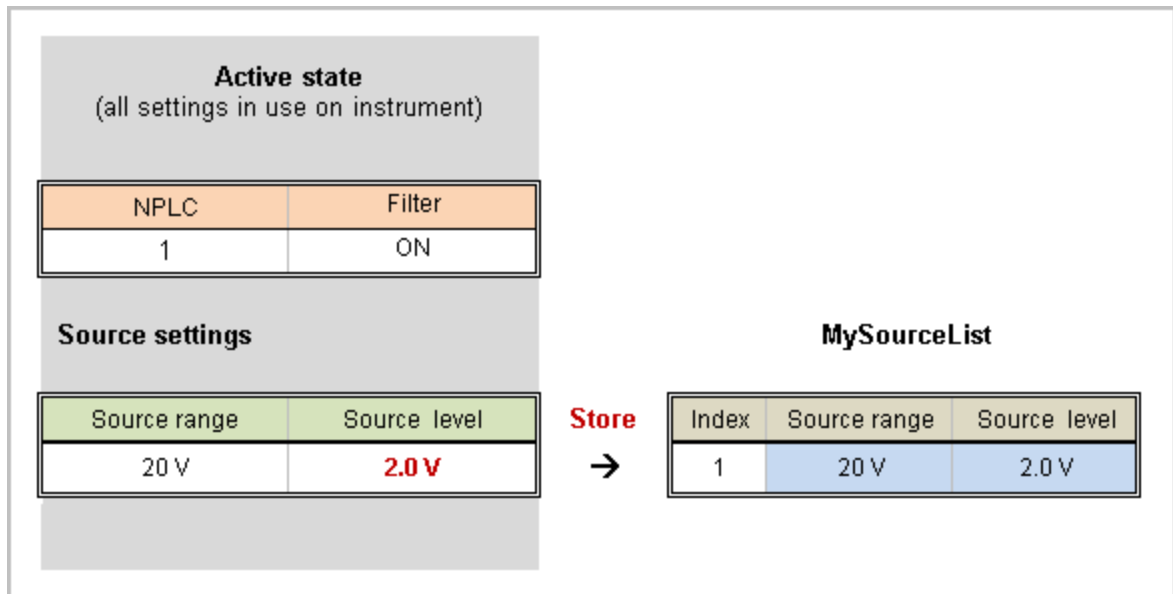 Active state
(all settings in use on instrument)
NPLC Filter
1 ON
Source settings MySourceList
Source range Source level Store Index Source range Source level
20 V 2.0 V → 1 20 V 2.0 V